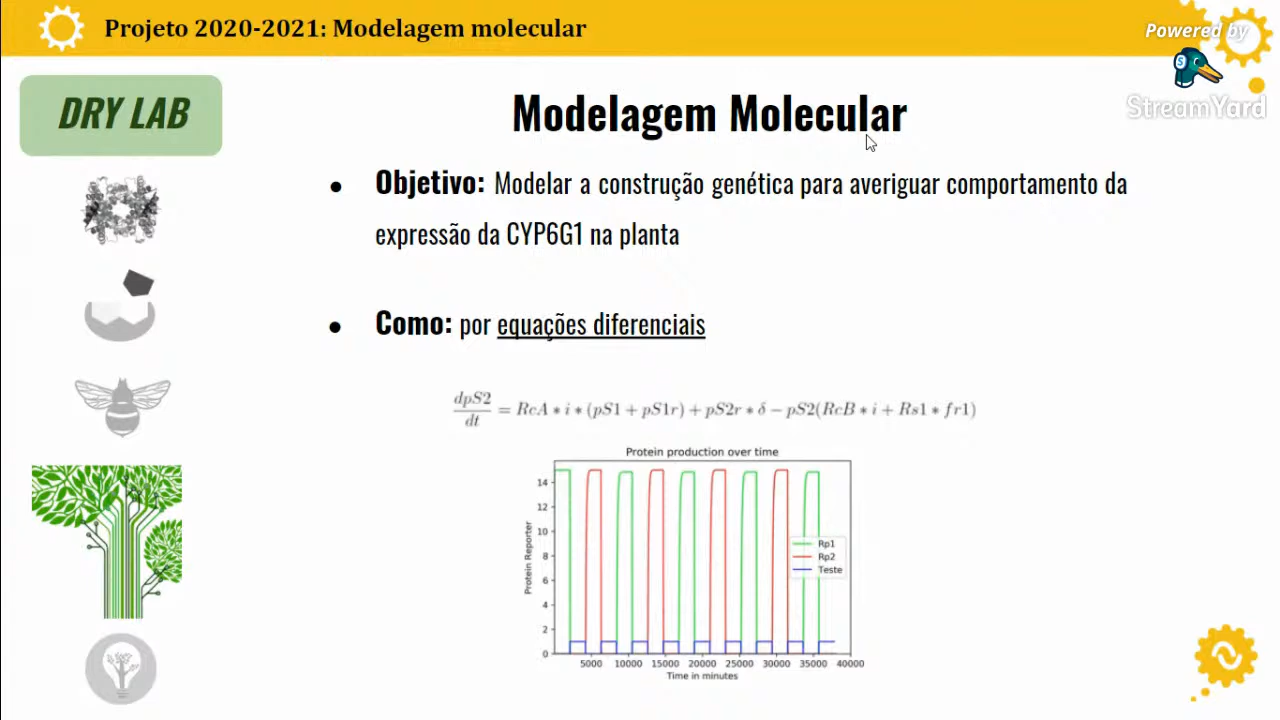 Projeto 2020-2021: Modelagem molecular
Powered by
StreamYard
DRY LAB
Modelagem Molecular
• Objetivo: Modelar a construção genética para averiguar comportamento da
expressão da CYP6G1 na planta
• Como: por equações diferenciais
dpS2/dt = RcA * i * (pS1 + pS1r) + pS2r * δ − pS2(RcB * i + Rs1 * fr1)
Protein production over time
Protein Reporter
14
12
10
8
6
4
2
0
Rp1
Rp2
Teste
5000 10000 15000 20000 25000 30000 35000 40000
Time in minutes